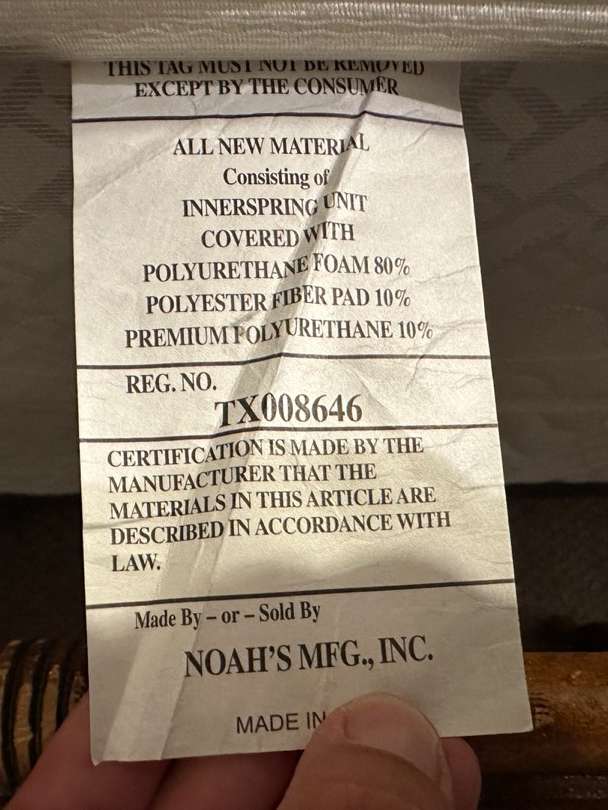 THIS TAG MUST NOT BE REMOVED
EXCEPT BY THE CONSUMER
ALL NEW MATERIAL
Consisting of
INNERSPRING UNIT
COVERED WITH
POLYURETHANE FOAM 80%
POLYESTER FIBER PAD 10%
PREMIUM POLYURETHANE 10%
REG. NO.
TX008646
CERTIFICATION IS MADE BY THE
MANUFACTURER THAT THE
MATERIALS IN THIS ARTICLE ARE
DESCRIBED IN ACCORDANCE WITH
LAW.
Made By – or – Sold By
NOAH'S MFG., INC.
MADE IN